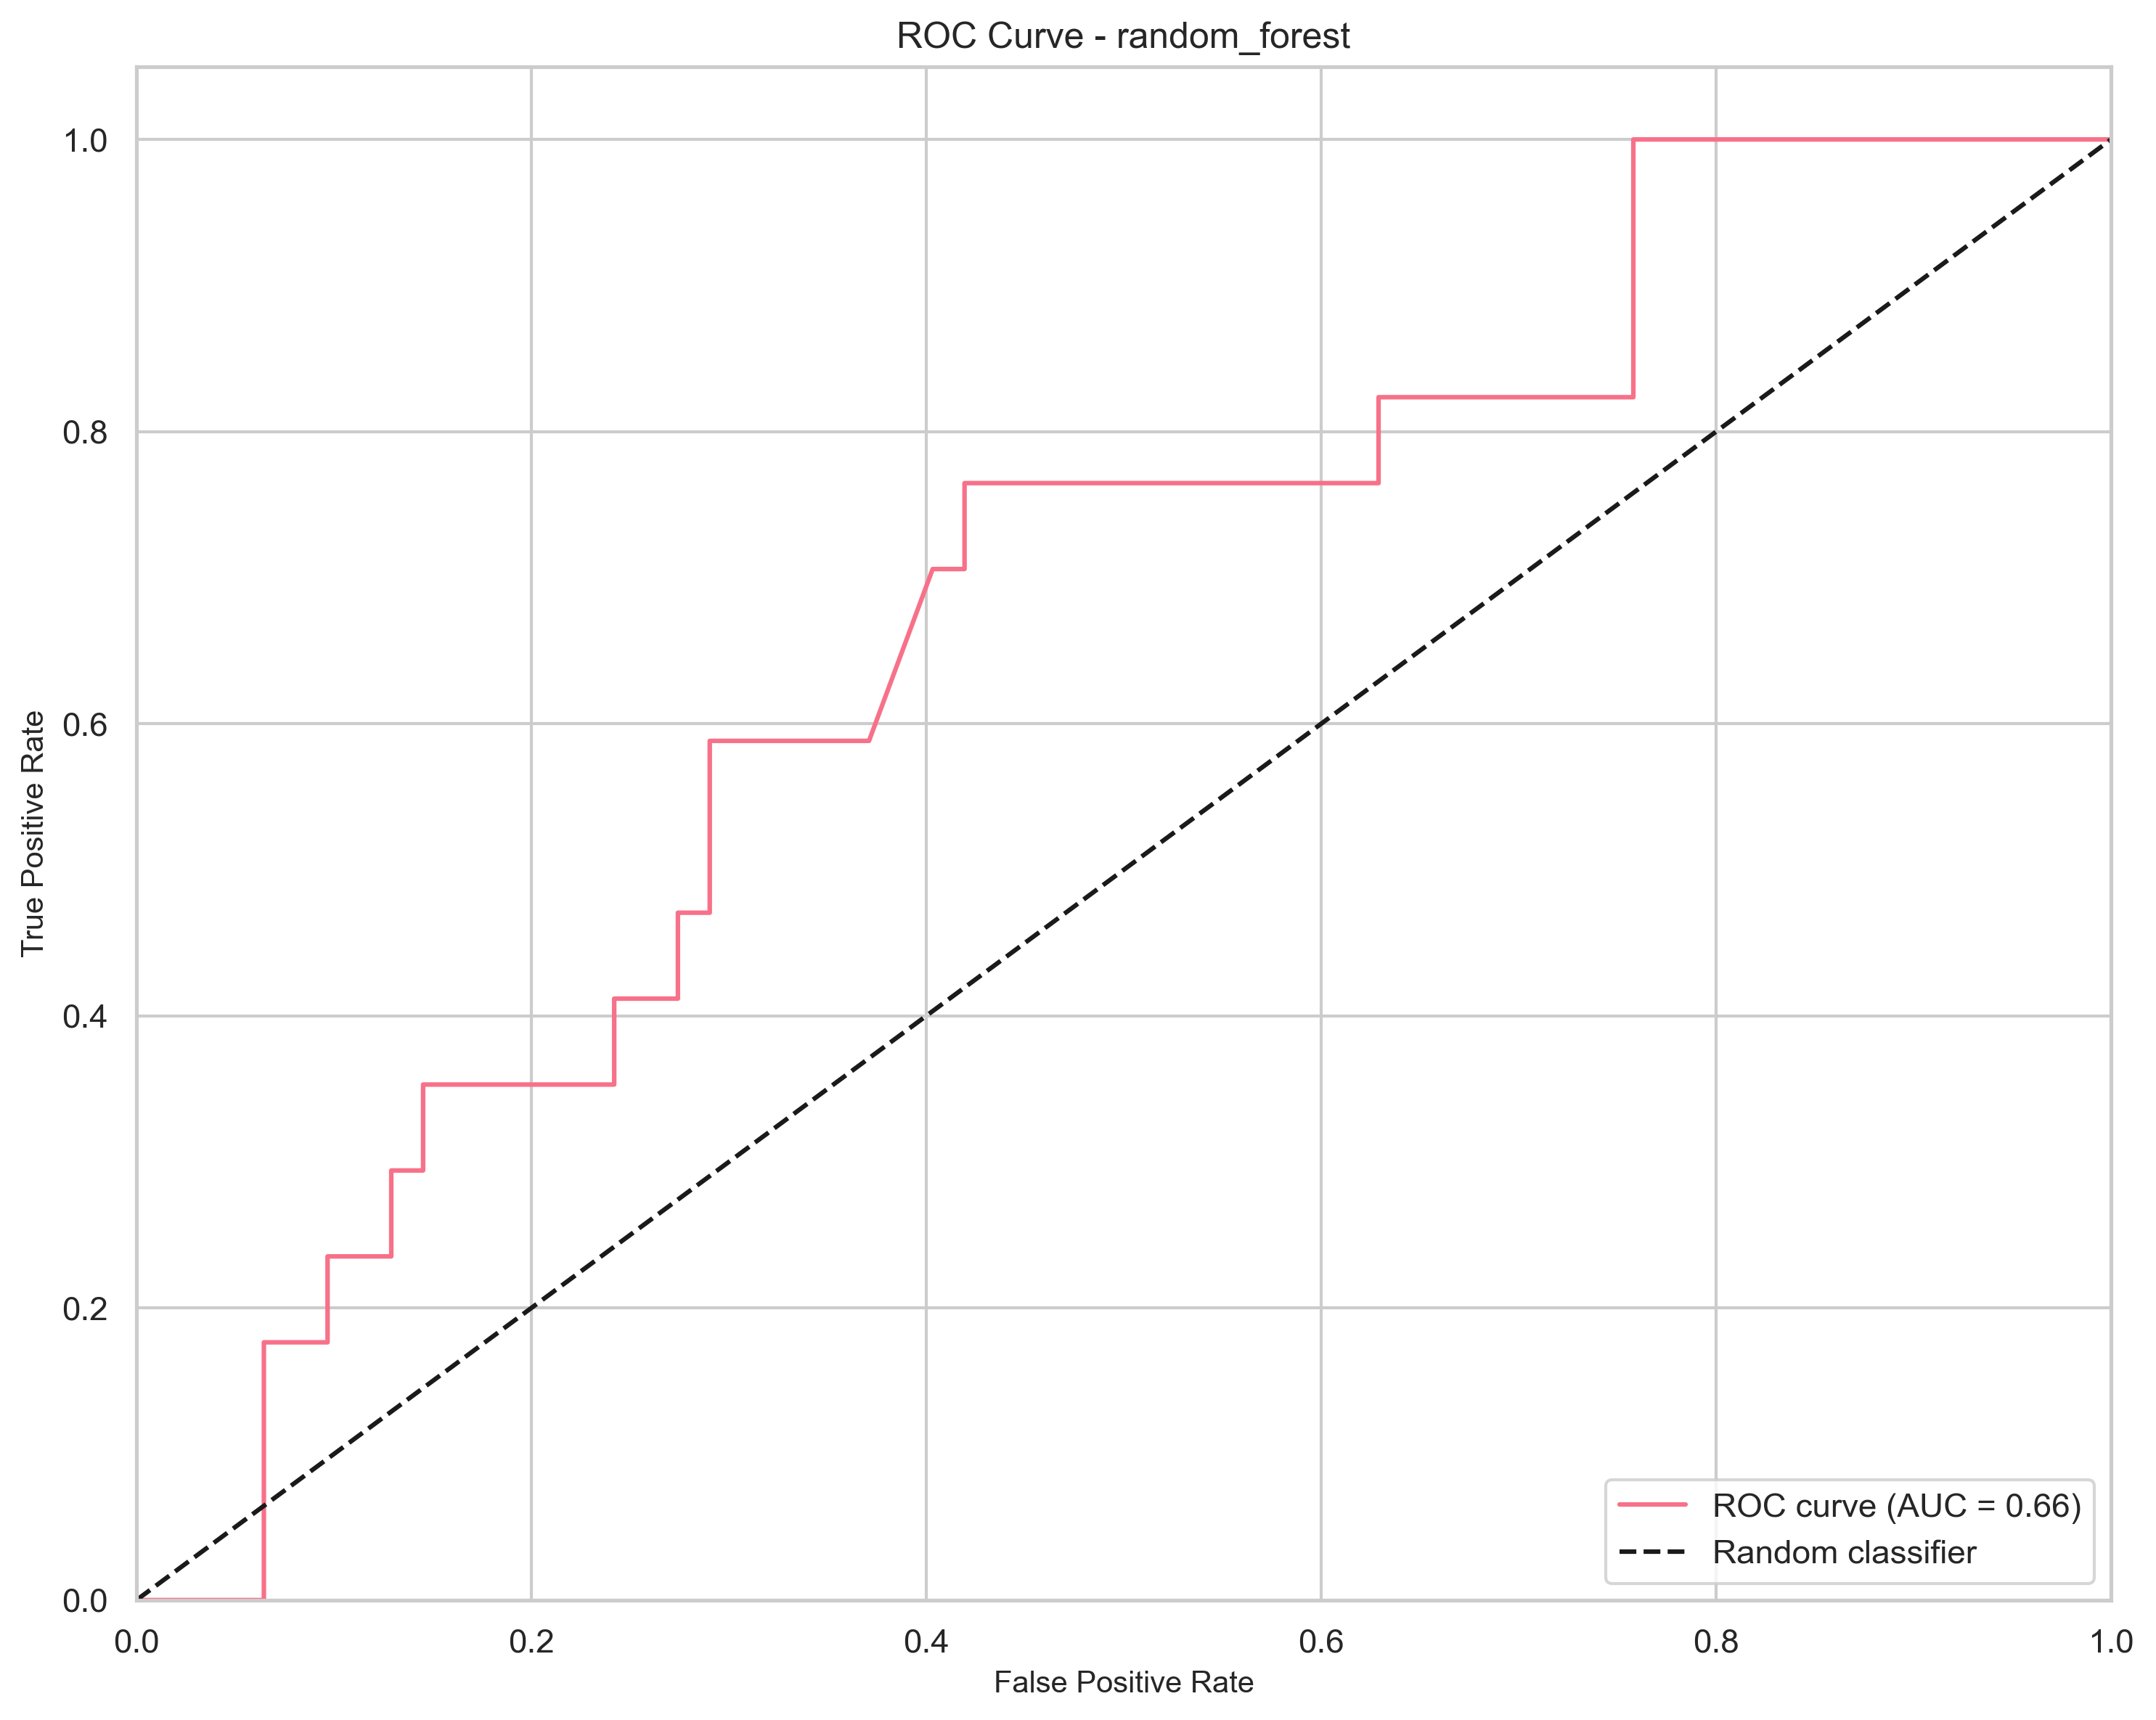 ROC Curve - random_forest
1.0
0.8
0.6
0.4
0.2
0.0
True Positive Rate
0.0 0.2 0.4 0.6 0.8 1.0
False Positive Rate
ROC curve (AUC = 0.66)
Random classifier